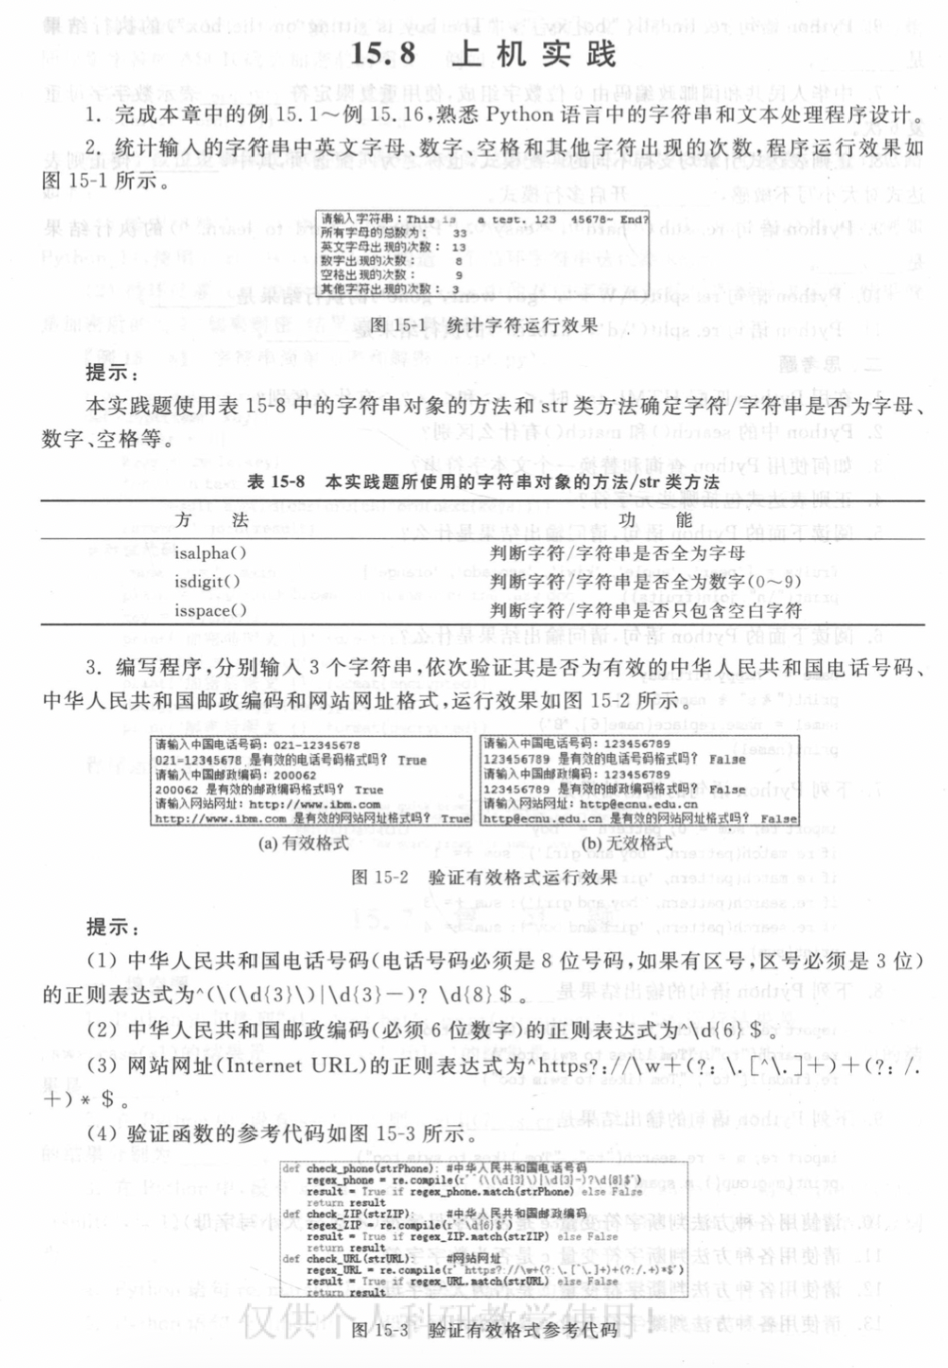 15.8 上机实践
1. 完成本章中的例 15.1～例 15.16,熟悉 Python 语言中的字符串和文本处理程序设计。
2. 统计输入的字符串中英文字母、数字、空格和其他字符出现的次数,程序运行效果如
图 15-1 所示。
请输入字符串：This is   a test. 123   45678~ End?
所有字母的总数为：   33
英文字母出现的次数： 13
数字出现的次数：     8
空格出现的次数：     9
其他字符出现的次数： 3
图 15-1 统计字符运行效果
提示：
本实践题使用表 15-8 中的字符串对象的方法和 str 类方法确定字符/字符串是否为字母、
数字、空格等。
表 15-8 本实践题所使用的字符串对象的方法/str 类方法
方 法 功 能
isalpha() 判断字符/字符串是否全为字母
isdigit() 判断字符/字符串是否全为数字(0～9)
isspace() 判断字符/字符串是否只包含空白字符
3. 编写程序,分别输入 3 个字符串,依次验证其是否为有效的中华人民共和国电话号码、
中华人民共和国邮政编码和网站网址格式,运行效果如图 15-2 所示。
请输入中国电话号码：021-12345678
021-12345678 是有效的电话号码格式吗？ True
请输入中国邮政编码：200062
200062 是有效的邮政编码格式吗？ True
请输入网站网址：http://www.ibm.com
http://www.ibm.com 是有效的网站网址格式吗？ True
(a) 有效格式
请输入中国电话号码：123456789
123456789 是有效的电话号码格式吗？ False
请输入中国邮政编码：123456789
123456789 是有效的邮政编码格式吗？ False
请输入网站网址：http@ecnu.edu.cn
http@ecnu.edu.cn 是有效的网站网址格式吗？ False
(b) 无效格式
图 15-2 验证有效格式运行效果
提示：
(1) 中华人民共和国电话号码(电话号码必须是 8 位号码,如果有区号,区号必须是 3 位)
的正则表达式为^(\(\d{3}\)|\d{3}－)? \d{8} $ 。
(2) 中华人民共和国邮政编码(必须 6 位数字)的正则表达式为^\d{6} $ 。
(3) 网站网址(Internet URL)的正则表达式为^https?://\w＋(?: \. [^\. ]＋)＋(?: /.
＋) * $ 。
(4) 验证函数的参考代码如图 15-3 所示。
def check_phone(strPhone): #中华人民共和国电话号码
regex_phone = re.compile(r'^(\(\d{3}\)|\d{3}-)?\d{8}$')
result = True if regex_phone.match(strPhone) else False
return result
def check_ZIP(strZIP): #中华人民共和国邮政编码
regex_ZIP = re.compile(r'^\d{6}$')
result = True if regex_ZIP.match(strZIP) else False
return result
def check_URL(strURL): #网站网址
regex_URL = re.compile(r'^https?://\w+(?:\.[^\.]+)+(?:/.+)*$')
result = True if regex_URL.match(strURL) else False
return result
仅供个人科研教学使用！
图 15-3 验证有效格式参考代码